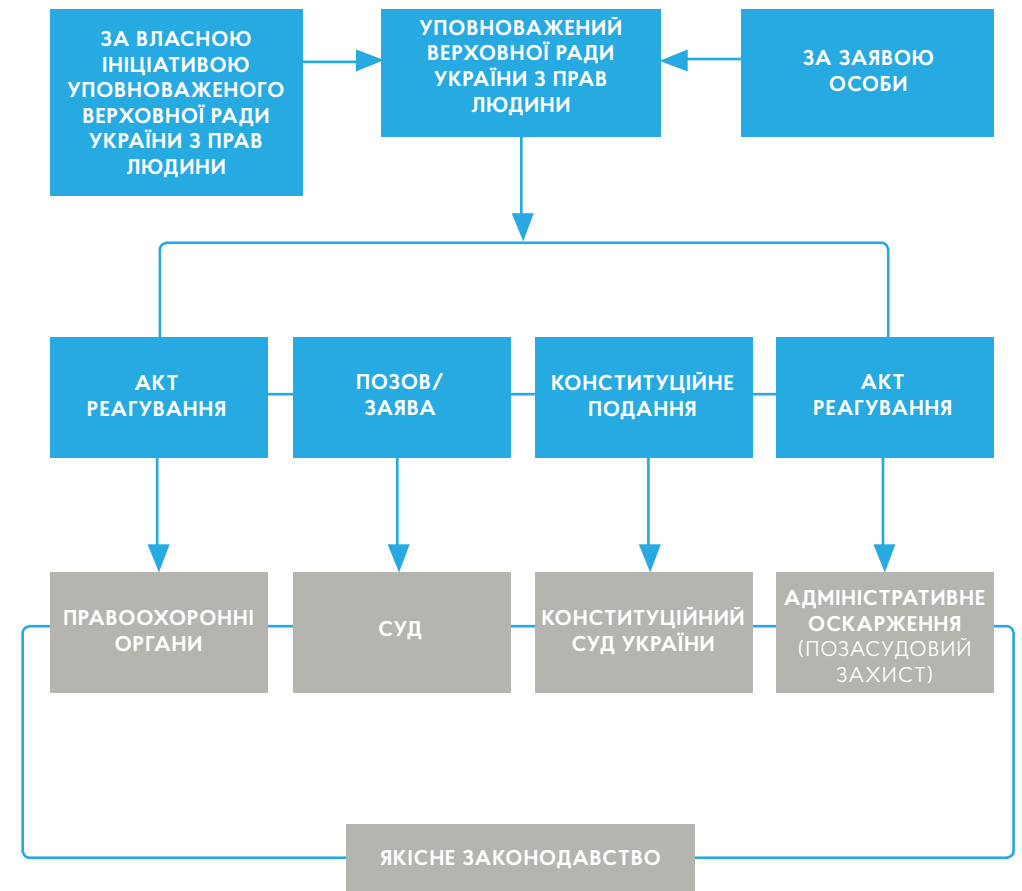 ЗА ВЛАСНОЮ
ІНІЦІАТИВОЮ
УПОВНОВАЖЕНОГО
ВЕРХОВНОЇ РАДИ
УКРАЇНИ З ПРАВ
ЛЮДИНИ
УПОВНОВАЖЕНИЙ
ВЕРХОВНОЇ РАДИ
УКРАЇНИ З ПРАВ
ЛЮДИНИ
ЗА ЗАЯВОЮ
ОСОБИ
АКТ
РЕАГУВАННЯ
ПОЗОВ/
ЗАЯВА
КОНСТИТУЦІЙНЕ
ПОДАННЯ
АКТ
РЕАГУВАННЯ
ПРАВООХОРОННІ
ОРГАНИ
СУД
КОНСТИТУЦІЙНИЙ
СУД УКРАЇНИ
АДМІНІСТРАТИВНЕ
ОСКАРЖЕННЯ
(ПОЗАСУДОВИЙ
ЗАХИСТ)
ЯКІСНЕ ЗАКОНОДАВСТВО